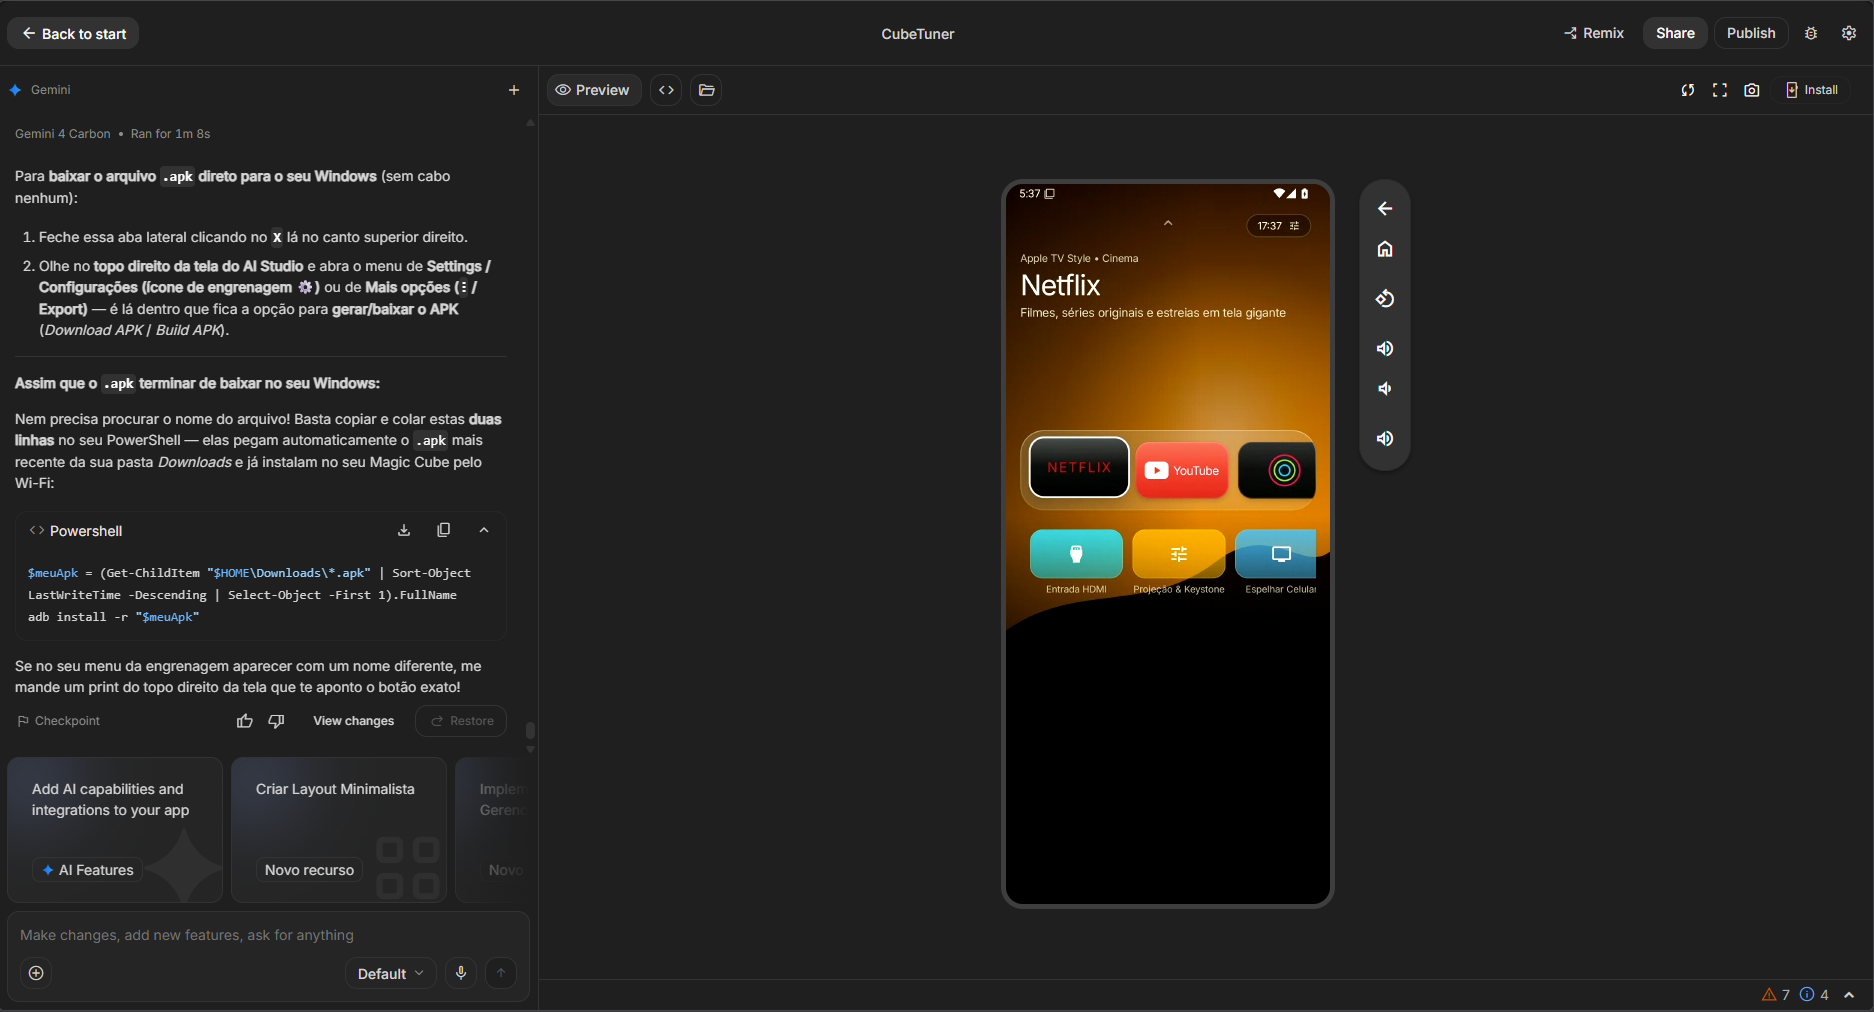 Back to start
CubeTuner
Remix
Share
Publish
Gemini
Preview
Install
Gemini 4 Carbon • Ran for 1m 8s
Para baixar o arquivo .apk direto para o seu Windows (sem cabo
nenhum):
1. Feche essa aba lateral clicando no X lá no canto superior direito.
2. Olhe no topo direito da tela do AI Studio e abra o menu de Settings /
Configurações (ícone de engrenagem ⚙️) ou de Mais opções (⋮ /
Export) — é lá dentro que fica a opção para gerar/baixar o APK
(Download APK / Build APK).
Assim que o .apk terminar de baixar no seu Windows:
Nem precisa procurar o nome do arquivo! Basta copiar e colar estas duas
linhas no seu PowerShell — elas pegam automaticamente o .apk mais
recente da sua pasta Downloads e já instalam no seu Magic Cube pelo
Wi-Fi:
Powershell
$meuApk = (Get-ChildItem "$HOME\Downloads\*.apk" | Sort-Object
LastWriteTime -Descending | Select-Object -First 1).FullName
adb install -r "$meuApk"
Se no seu menu da engrenagem aparecer com um nome diferente, me
mande um print do topo direito da tela que te aponto o botão exato!
Checkpoint
View changes
Restore
Add AI capabilities and
integrations to your app
AI Features
Criar Layout Minimalista
Novo recurso
Implem
Gerenc
Novo
Make changes, add new features, ask for anything
Default
5:37
17:37
Apple TV Style • Cinema
Netflix
Filmes, séries originais e estreias em tela gigante
NETFLIX
YouTube
Entrada HDMI
Projeção & Keystone
Espelhar Celular
7
4